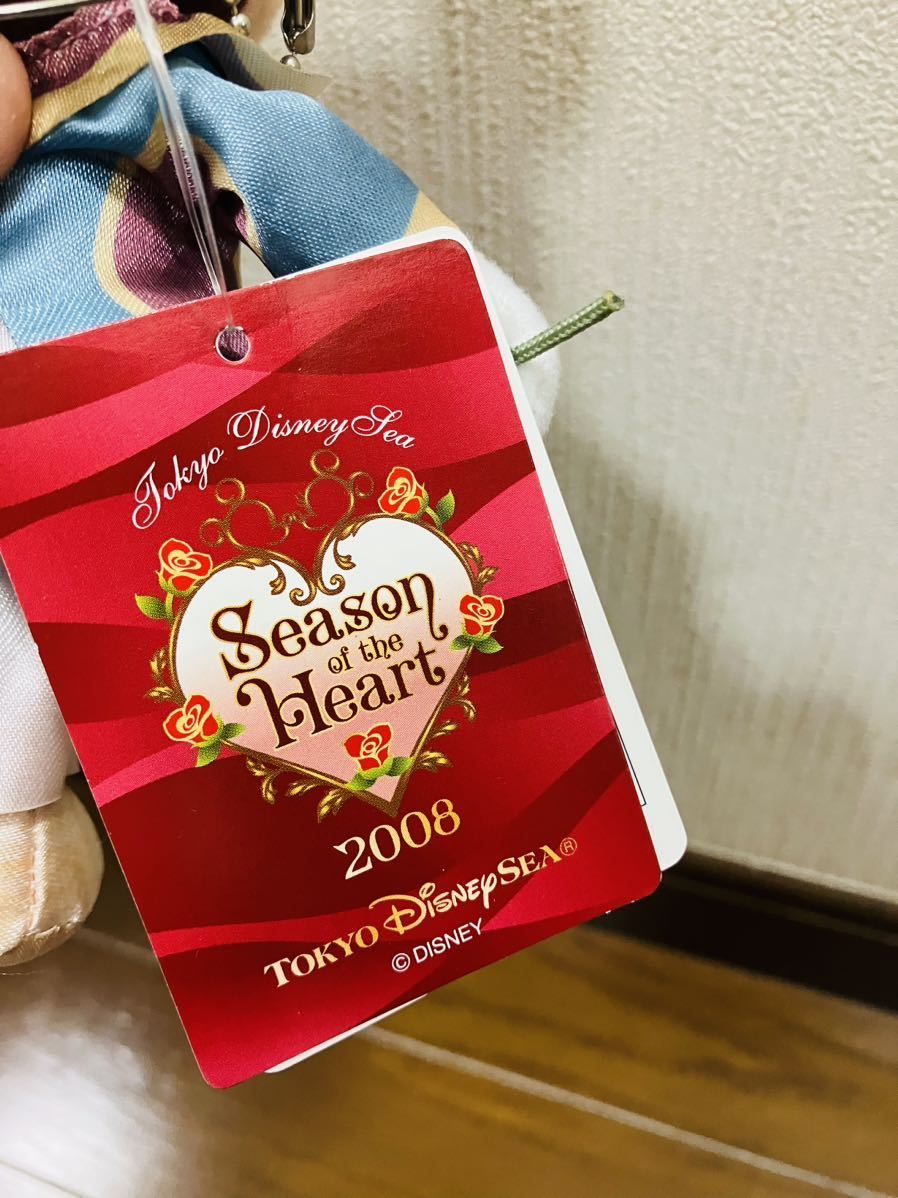 Tokyo DisneySea
Season
of the
Heart
2008
TOKYO DISNEYSEA®
© DISNEY